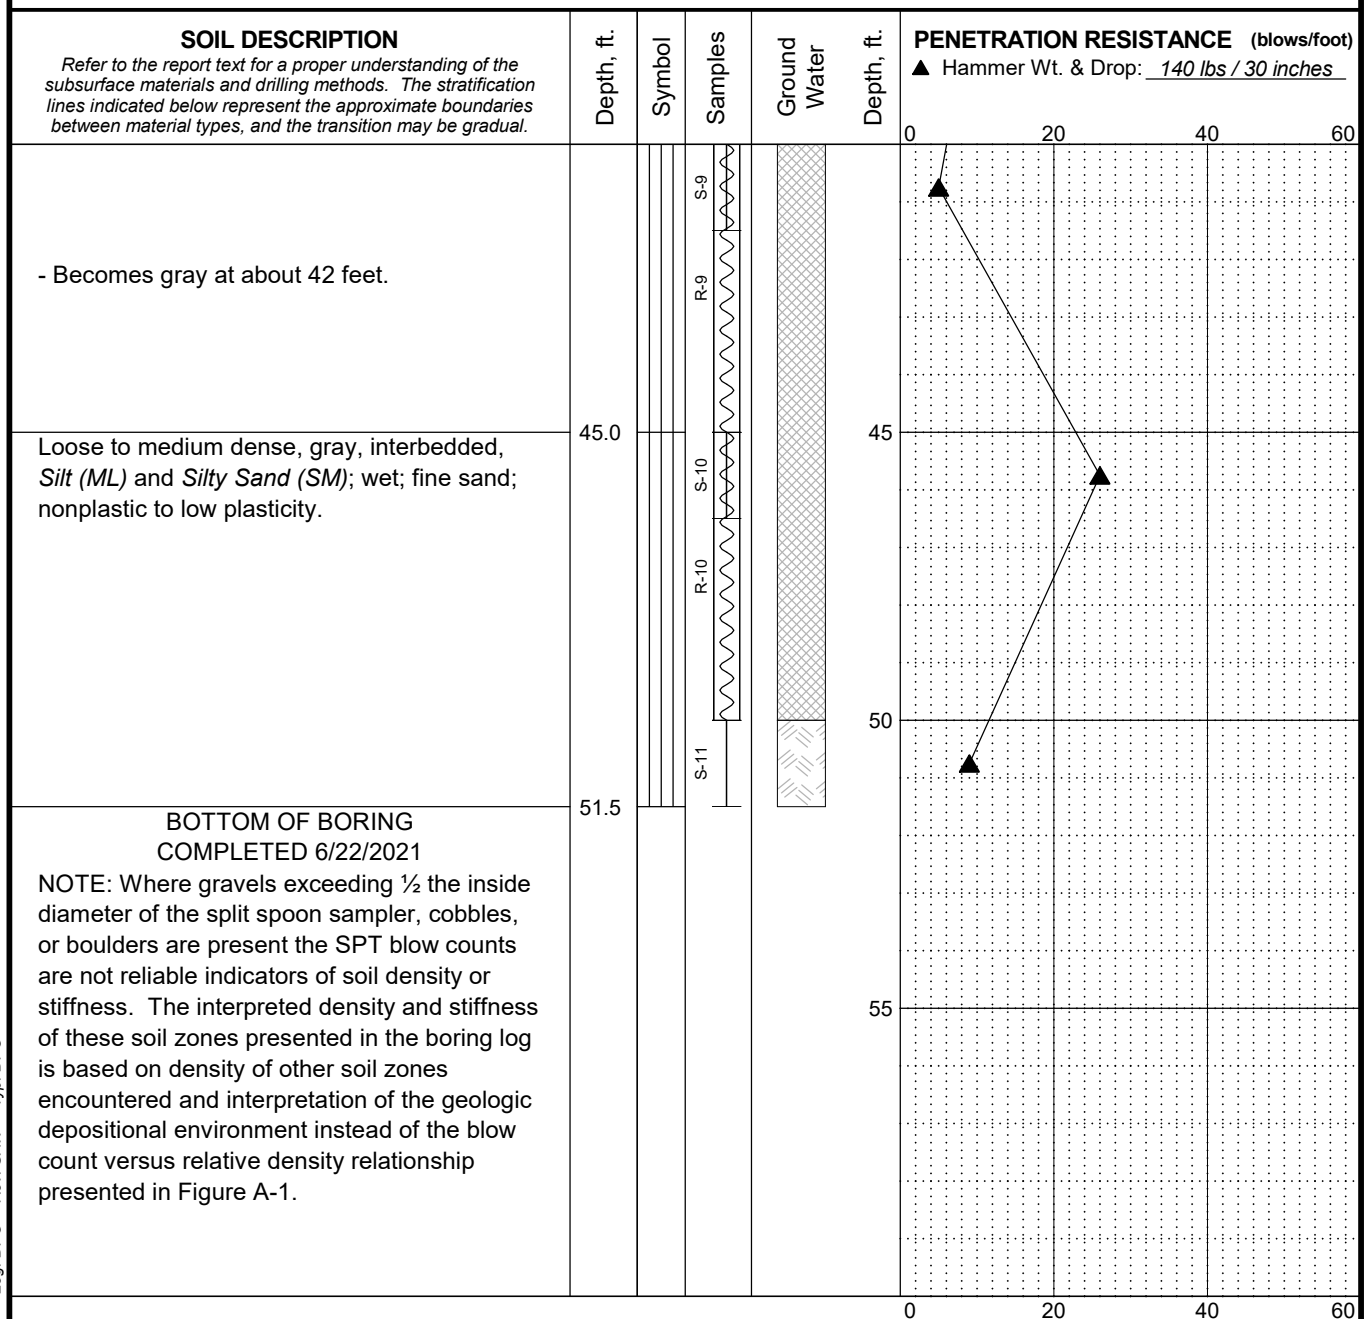 SOIL DESCRIPTION
Refer to the report text for a proper understanding of the
subsurface materials and drilling methods. The stratification
lines indicated below represent the approximate boundaries
between material types, and the transition may be gradual.
Depth, ft.
Symbol
Samples
Ground
Water
Depth, ft.
PENETRATION RESISTANCE (blows/foot)
▲ Hammer Wt. & Drop: 140 lbs / 30 inches
0 20 40 60
S-9
- Becomes gray at about 42 feet.
R-9
45.0
45
Loose to medium dense, gray, interbedded,
Silt (ML) and Silty Sand (SM); wet; fine sand;
nonplastic to low plasticity.
S-10
R-10
50
S-11
51.5
BOTTOM OF BORING
COMPLETED 6/22/2021
NOTE: Where gravels exceeding ½ the inside
diameter of the split spoon sampler, cobbles,
or boulders are present the SPT blow counts
are not reliable indicators of soil density or
stiffness. The interpreted density and stiffness
of these soil zones presented in the boring log
is based on density of other soil zones
encountered and interpretation of the geologic
depositional environment instead of the blow
count versus relative density relationship
presented in Figure A-1.
55
0 20 40 60